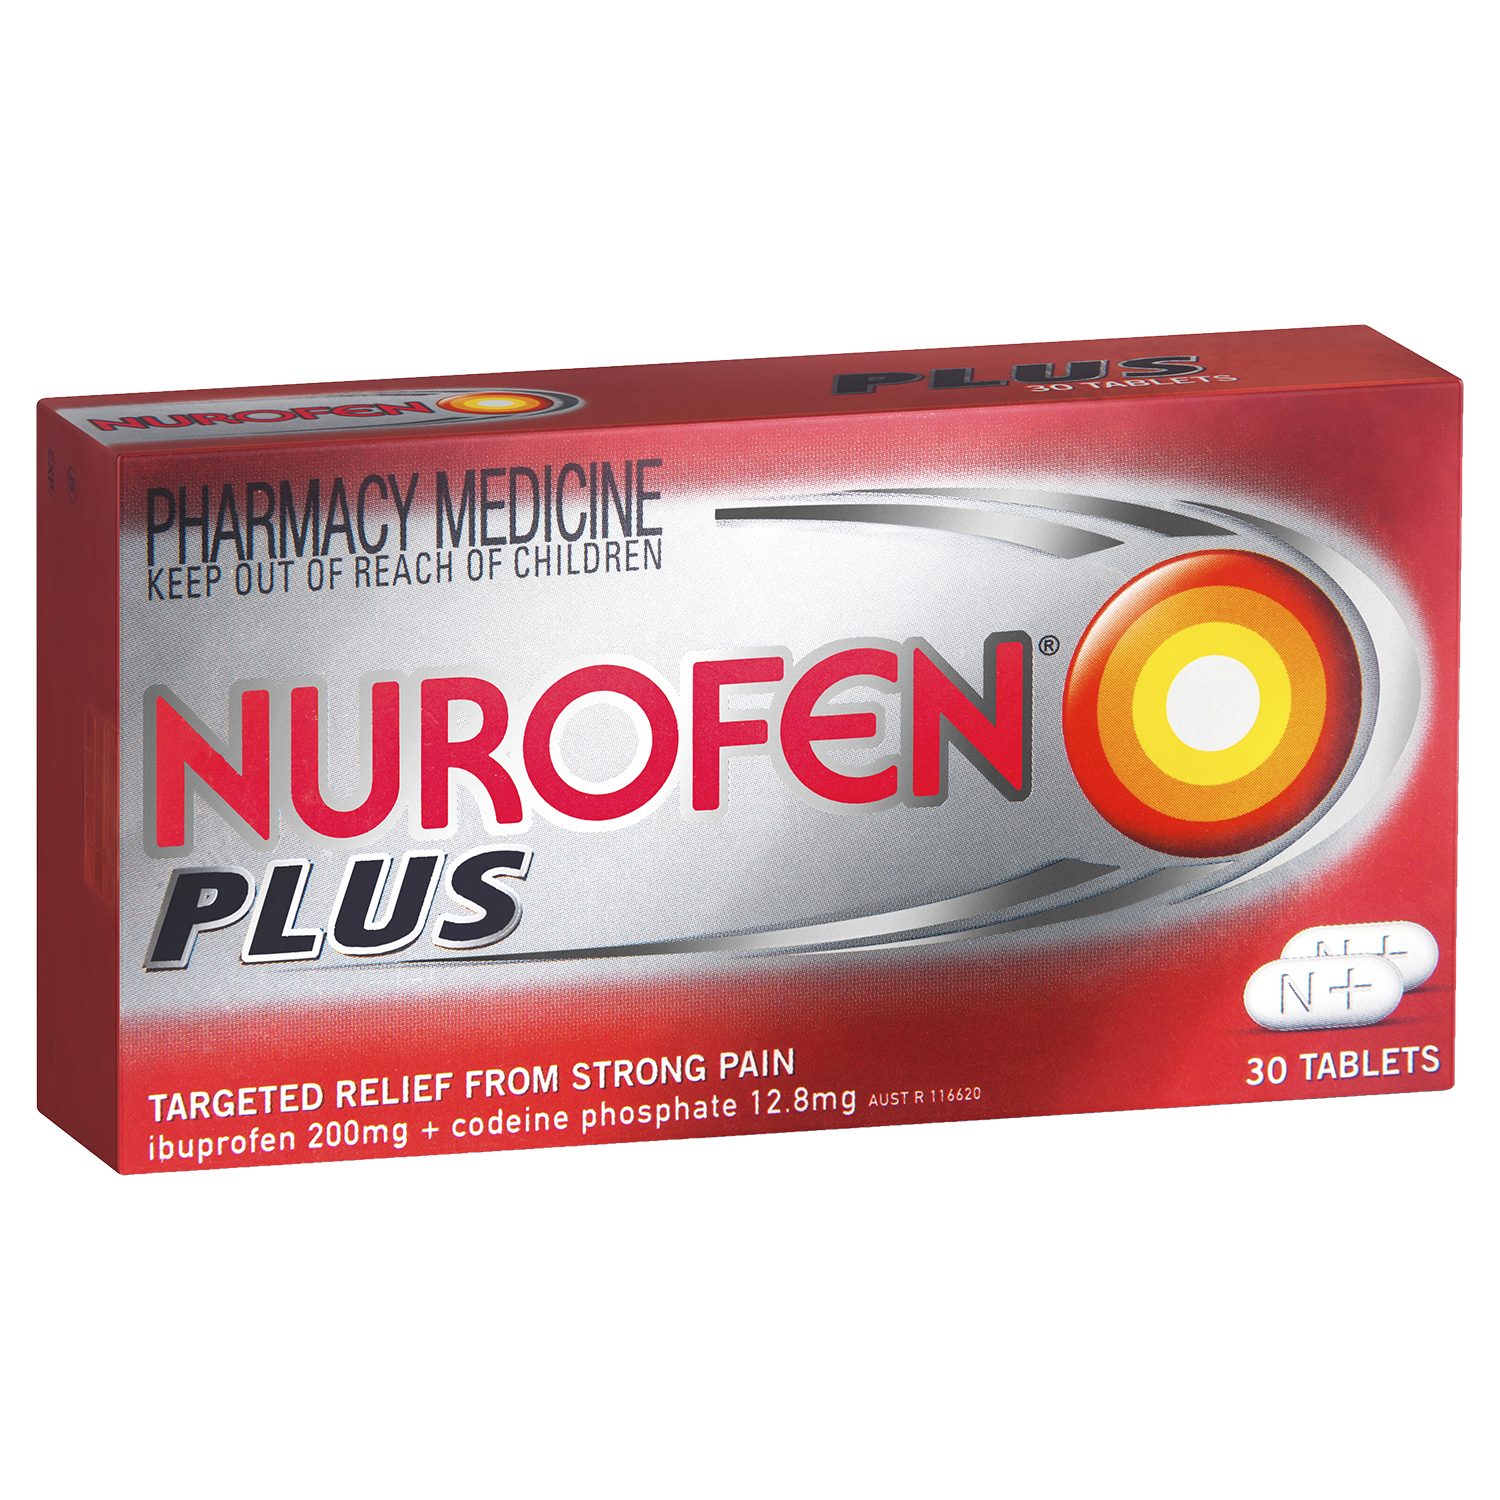 NUROFEN
PLUS
30 TABLETS
EXP
B
PHARMACY MEDICINE
KEEP OUT OF REACH OF CHILDREN
NUROFEN®
PLUS
N+
N+
30 TABLETS
TARGETED RELIEF FROM STRONG PAIN
ibuprofen 200mg + codeine phosphate 12.8mg AUST R 116620